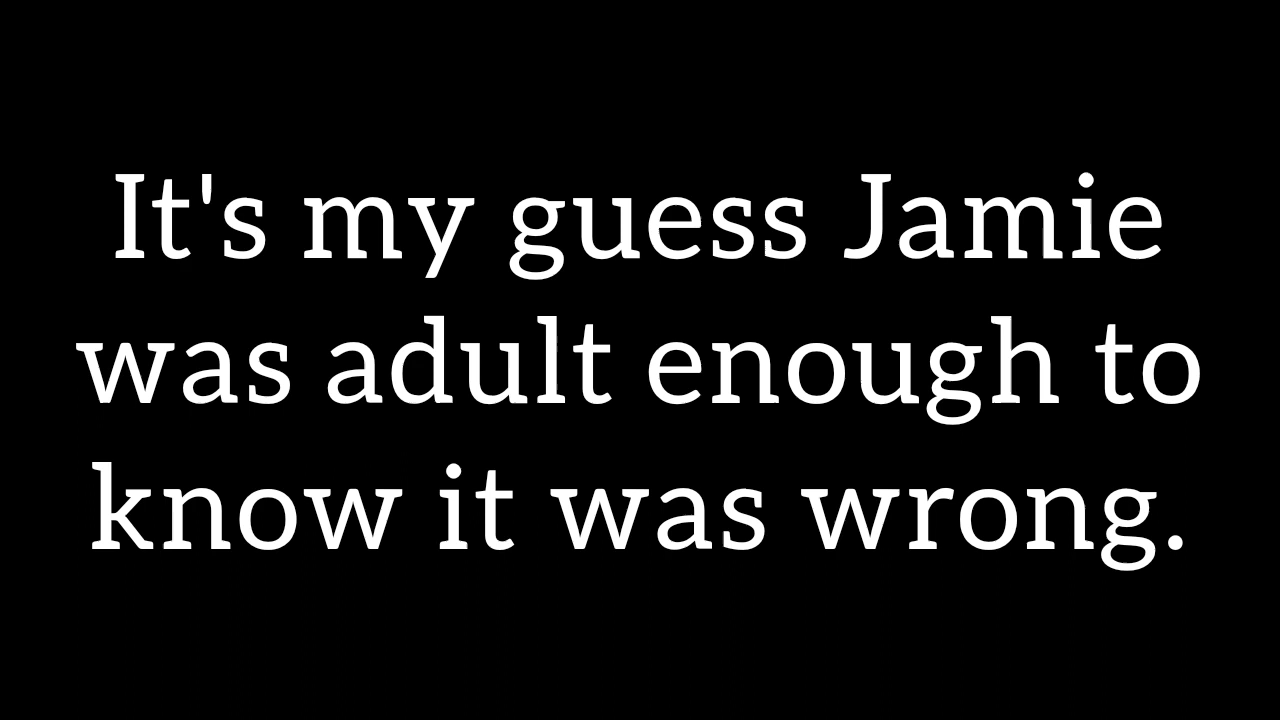 It's my guess Jamie
was adult enough to
know it was wrong.